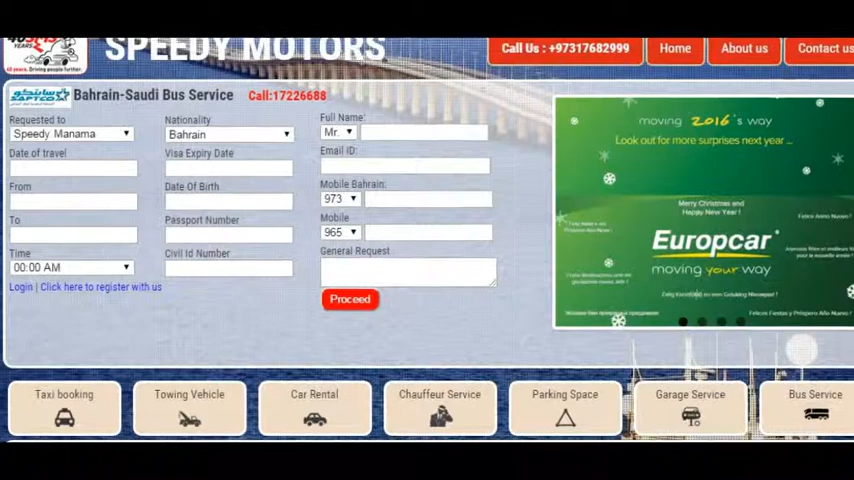 YEARS
40 years, Driving people further.
SPEEDY MOTORS
Call Us : +97317682999
Home
About us
Contact us
سابتكو
SAPTCO
Bahrain-Saudi Bus Service
Call:17226688
Requested to
Speedy Manama
Date of travel
From
To
Time
00:00 AM
Login | Click here to register with us
Nationality
Bahrain
Visa Expiry Date
Date Of Birth
Passport Number
Civil Id Number
Full Name:
Mr.
Email ID:
Mobile Bahrain:
973
Mobile
965
General Request
Proceed
moving 2016's way
Look out for more surprises next year ...
Merry Christmas and
Happy New Year !
Europcar
moving your way
Taxi booking
Towing Vehicle
Car Rental
Chauffeur Service
Parking Space
Garage Service
Bus Service